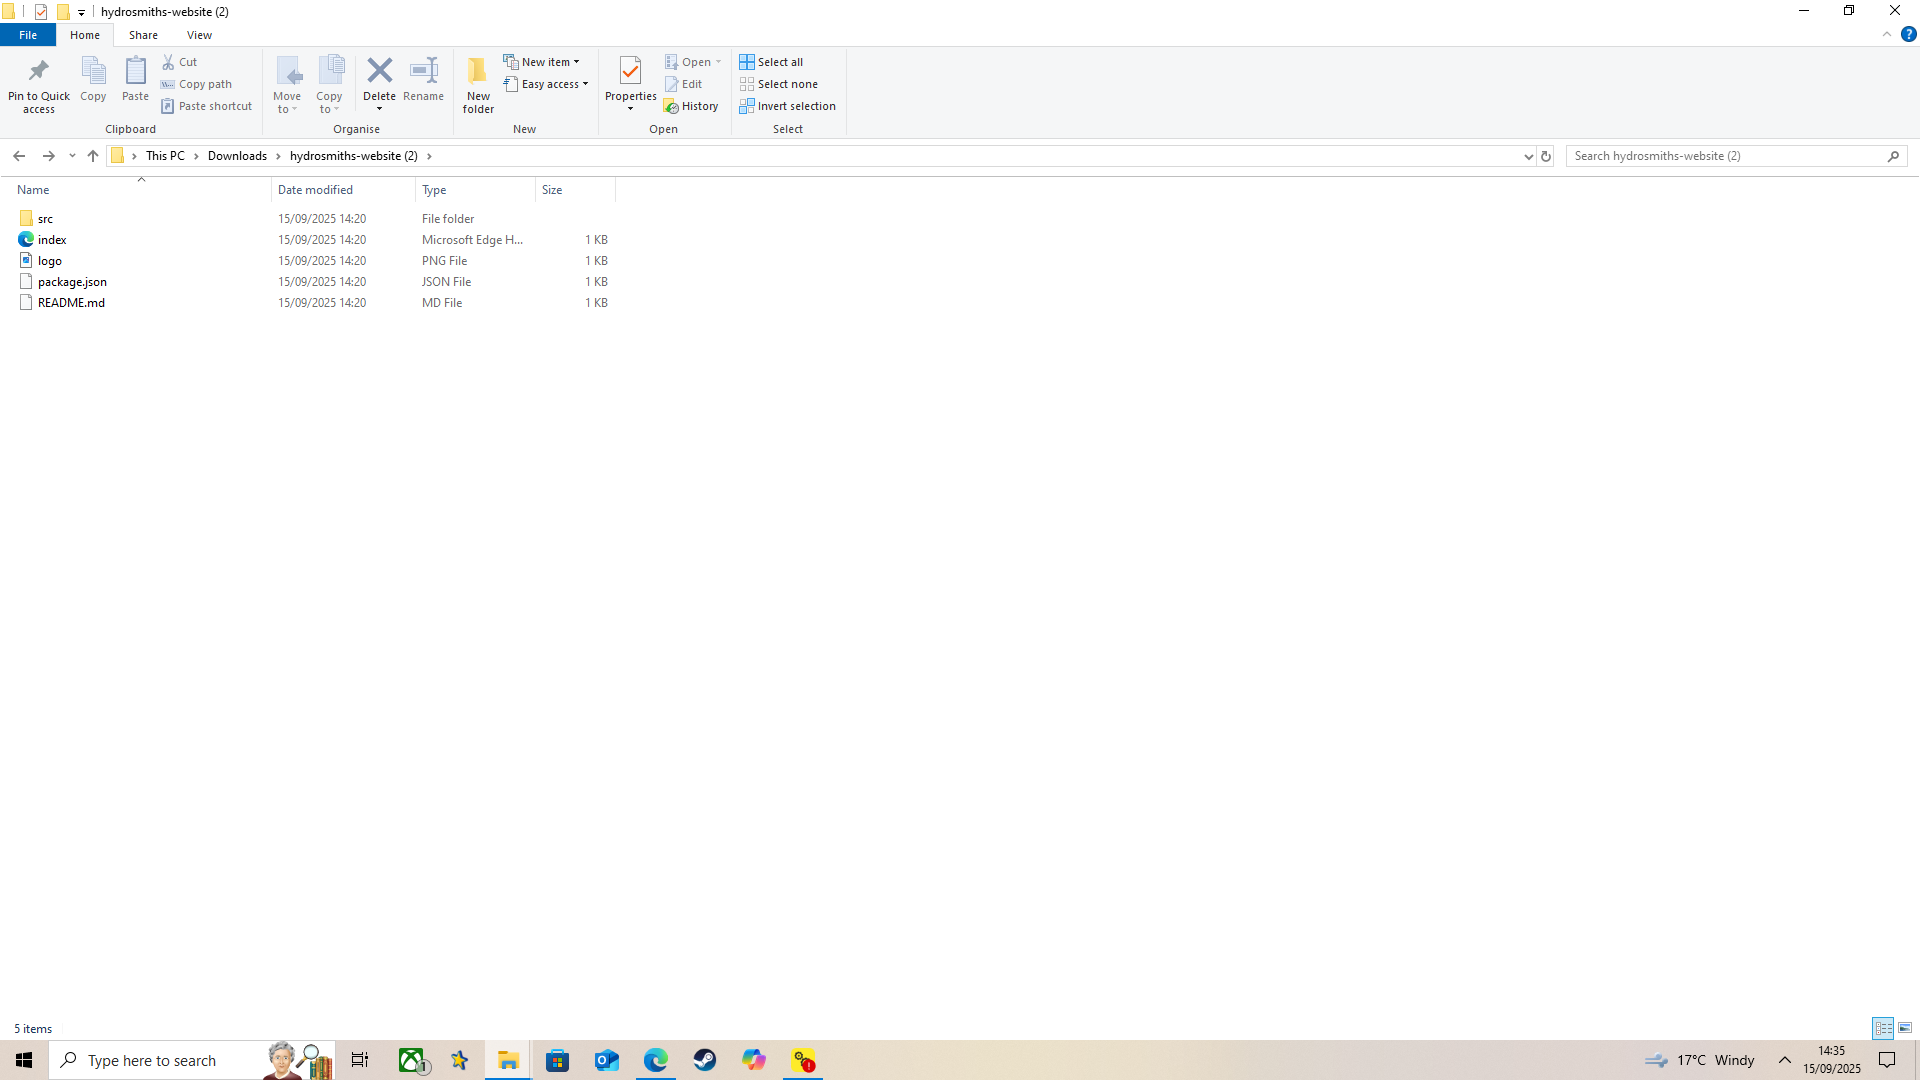 hydrosmiths-website (2)
File Home Share View
Pin to Quick access
Copy
Paste
Cut
Copy path
Paste shortcut
Clipboard
Move to
Copy to
Delete
Rename
Organise
New folder
New item
Easy access
New
Properties
Open
Edit
History
Open
Select all
Select none
Invert selection
Select
This PC Downloads hydrosmiths-website (2)
Search hydrosmiths-website (2)
Name Date modified Type Size
src 15/09/2025 14:20 File folder
index 15/09/2025 14:20 Microsoft Edge H... 1 KB
logo 15/09/2025 14:20 PNG File 1 KB
package.json 15/09/2025 14:20 JSON File 1 KB
README.md 15/09/2025 14:20 MD File 1 KB
5 items
Type here to search
1
17°C Windy
14:35
15/09/2025